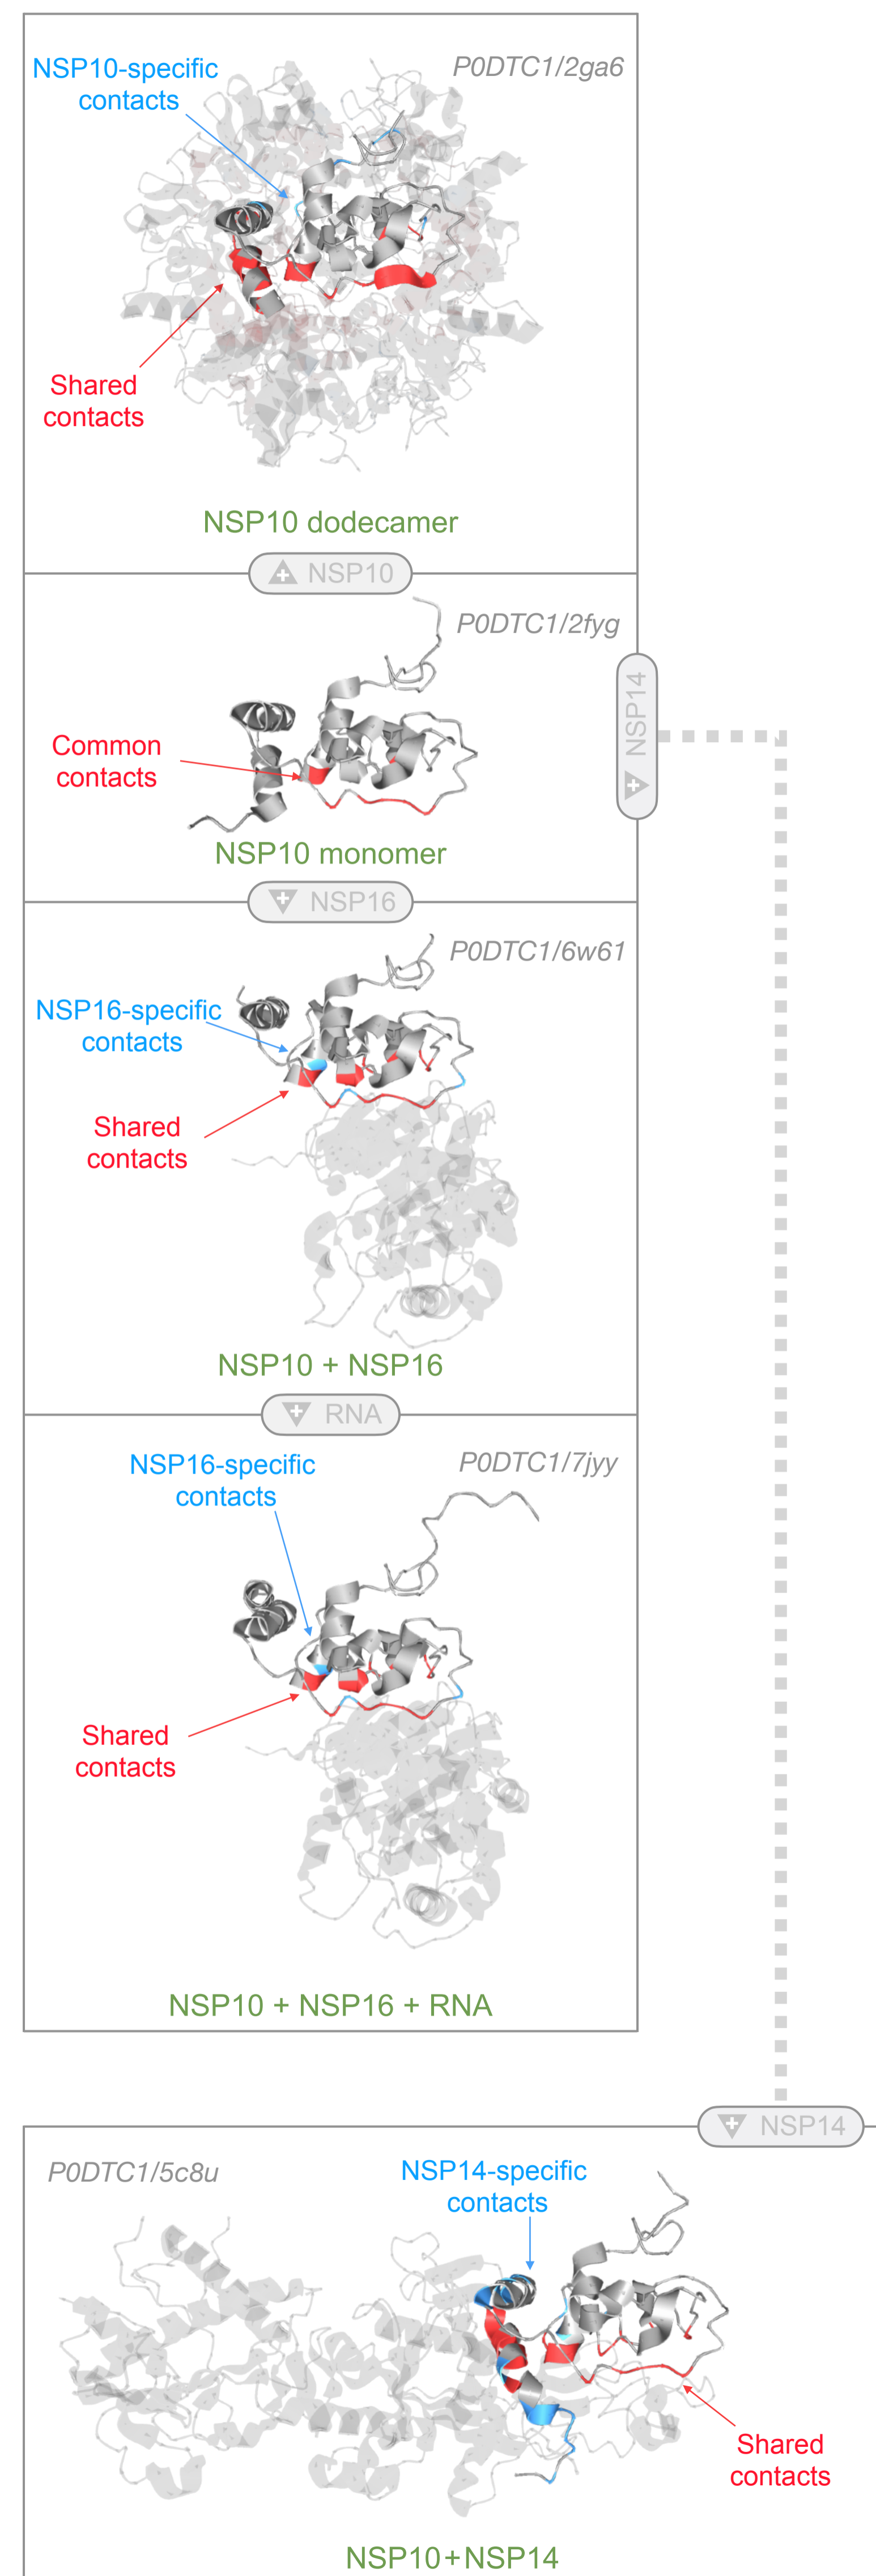 P0DTC1/2ga6
NSP10-specific
contacts
Shared
contacts
NSP10 dodecamer
NSP10
P0DTC1/2fyg
NSP14
Common
contacts
NSP10 monomer
NSP16
P0DTC1/6w61
NSP16-specific
contacts
Shared
contacts
NSP10 + NSP16
RNA
P0DTC1/7jyy
NSP16-specific
contacts
Shared
contacts
NSP10 + NSP16 + RNA
NSP14
P0DTC1/5c8u
NSP14-specific
contacts
Shared
contacts
NSP10+NSP14